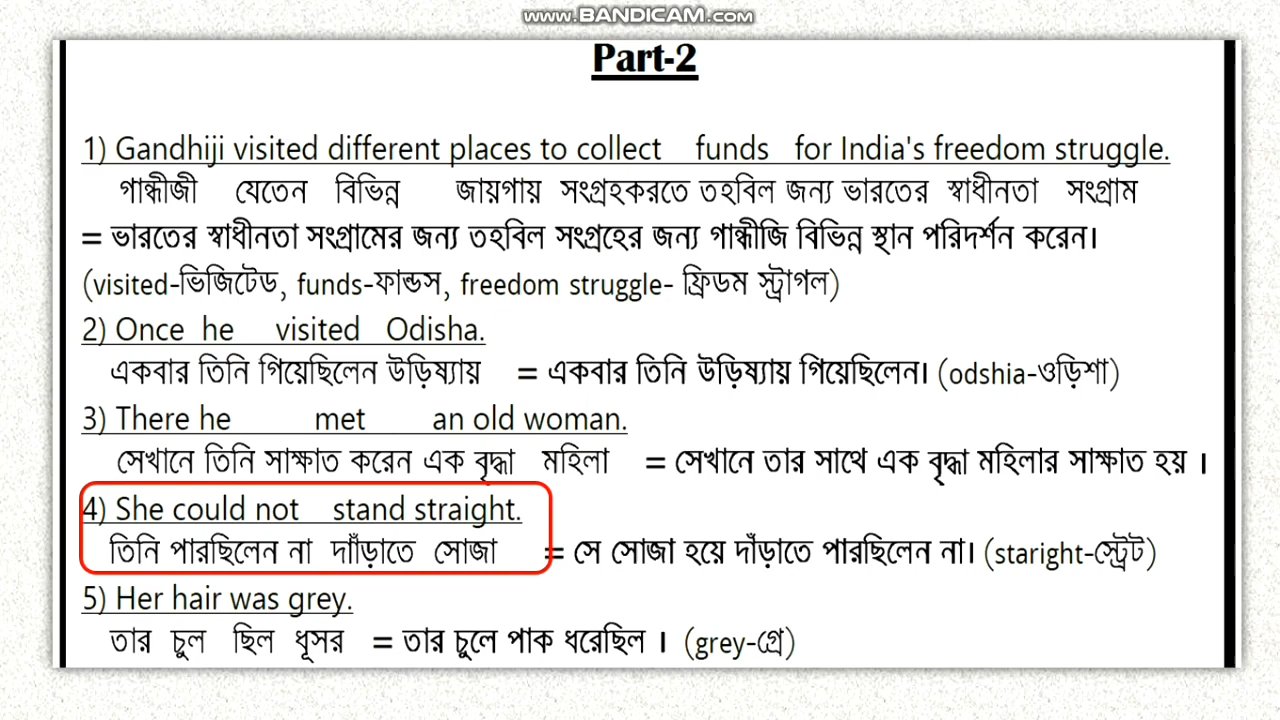 www.BANDICAM.com
Part-2
1) Gandhiji visited different places to collect funds for India's freedom struggle.
গান্ধীজী যেতেন বিভিন্ন জায়গায় সংগ্রহকরতে তহবিল জন্য ভারতের স্বাধীনতা সংগ্রাম
= ভারতের স্বাধীনতা সংগ্রামের জন্য তহবিল সংগ্রহের জন্য গান্ধীজি বিভিন্ন স্থান পরিদর্শন করেন।
(visited-ভিজিটেড, funds-ফান্ডস, freedom struggle- ফ্রিডম স্ট্রাগল)
2) Once he visited Odisha.
একবার তিনি গিয়েছিলেন উড়িষ্যায় = একবার তিনি উড়িষ্যায় গিয়েছিলেন। (odshia-ওড়িশা)
3) There he met an old woman.
সেখানে তিনি সাক্ষাত করেন এক বৃদ্ধা মহিলা = সেখানে তার সাথে এক বৃদ্ধা মহিলার সাক্ষাত হয় ।
4) She could not stand straight.
তিনি পারছিলেন না দাাঁড়াতে সোজা = সে সোজা হয়ে দাঁড়াতে পারছিলেন না। (staright-স্ট্রেট)
5) Her hair was grey.
তার চুল ছিল ধূসর = তার চুলে পাক ধরেছিল । (grey-গ্রে)